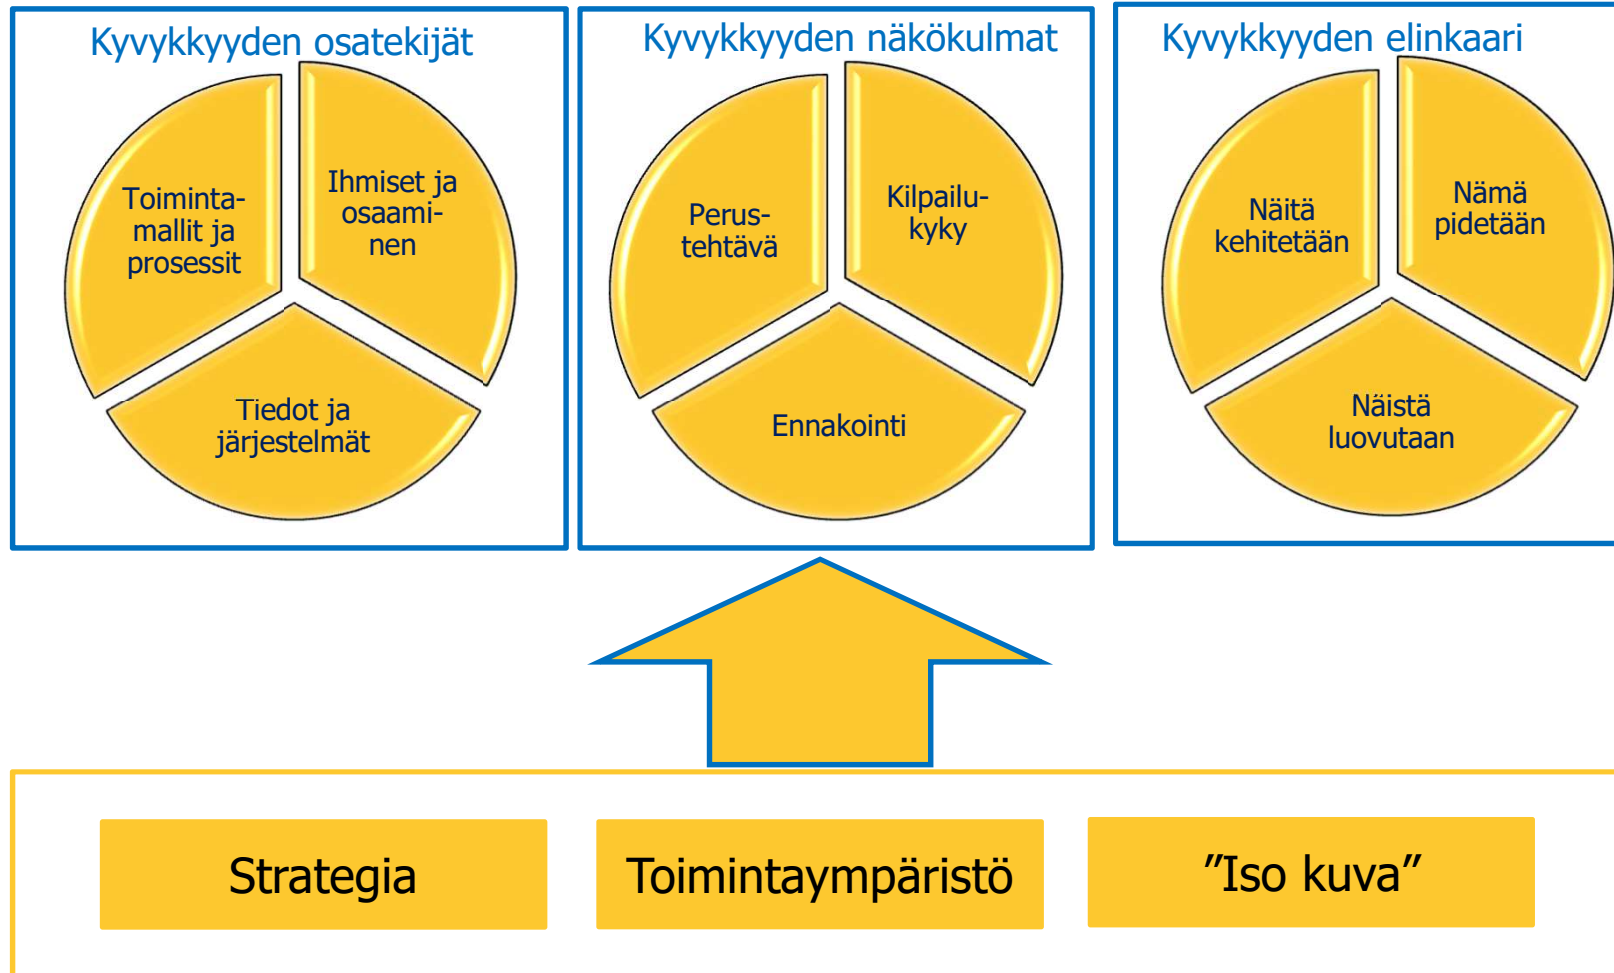 Kyvykkyyden osatekijät
Toiminta-
mallit ja
prosessit
Ihmiset ja
osaami-
nen
Tiedot ja
järjestelmät
Kyvykkyyden näkökulmat
Perus-
tehtävä
Kilpailu-
kyky
Ennakointi
Kyvykkyyden elinkaari
Näitä
kehitetään
Nämä
pidetään
Näistä
luovutaan
Strategia
Toimintaympäristö
”Iso kuva”